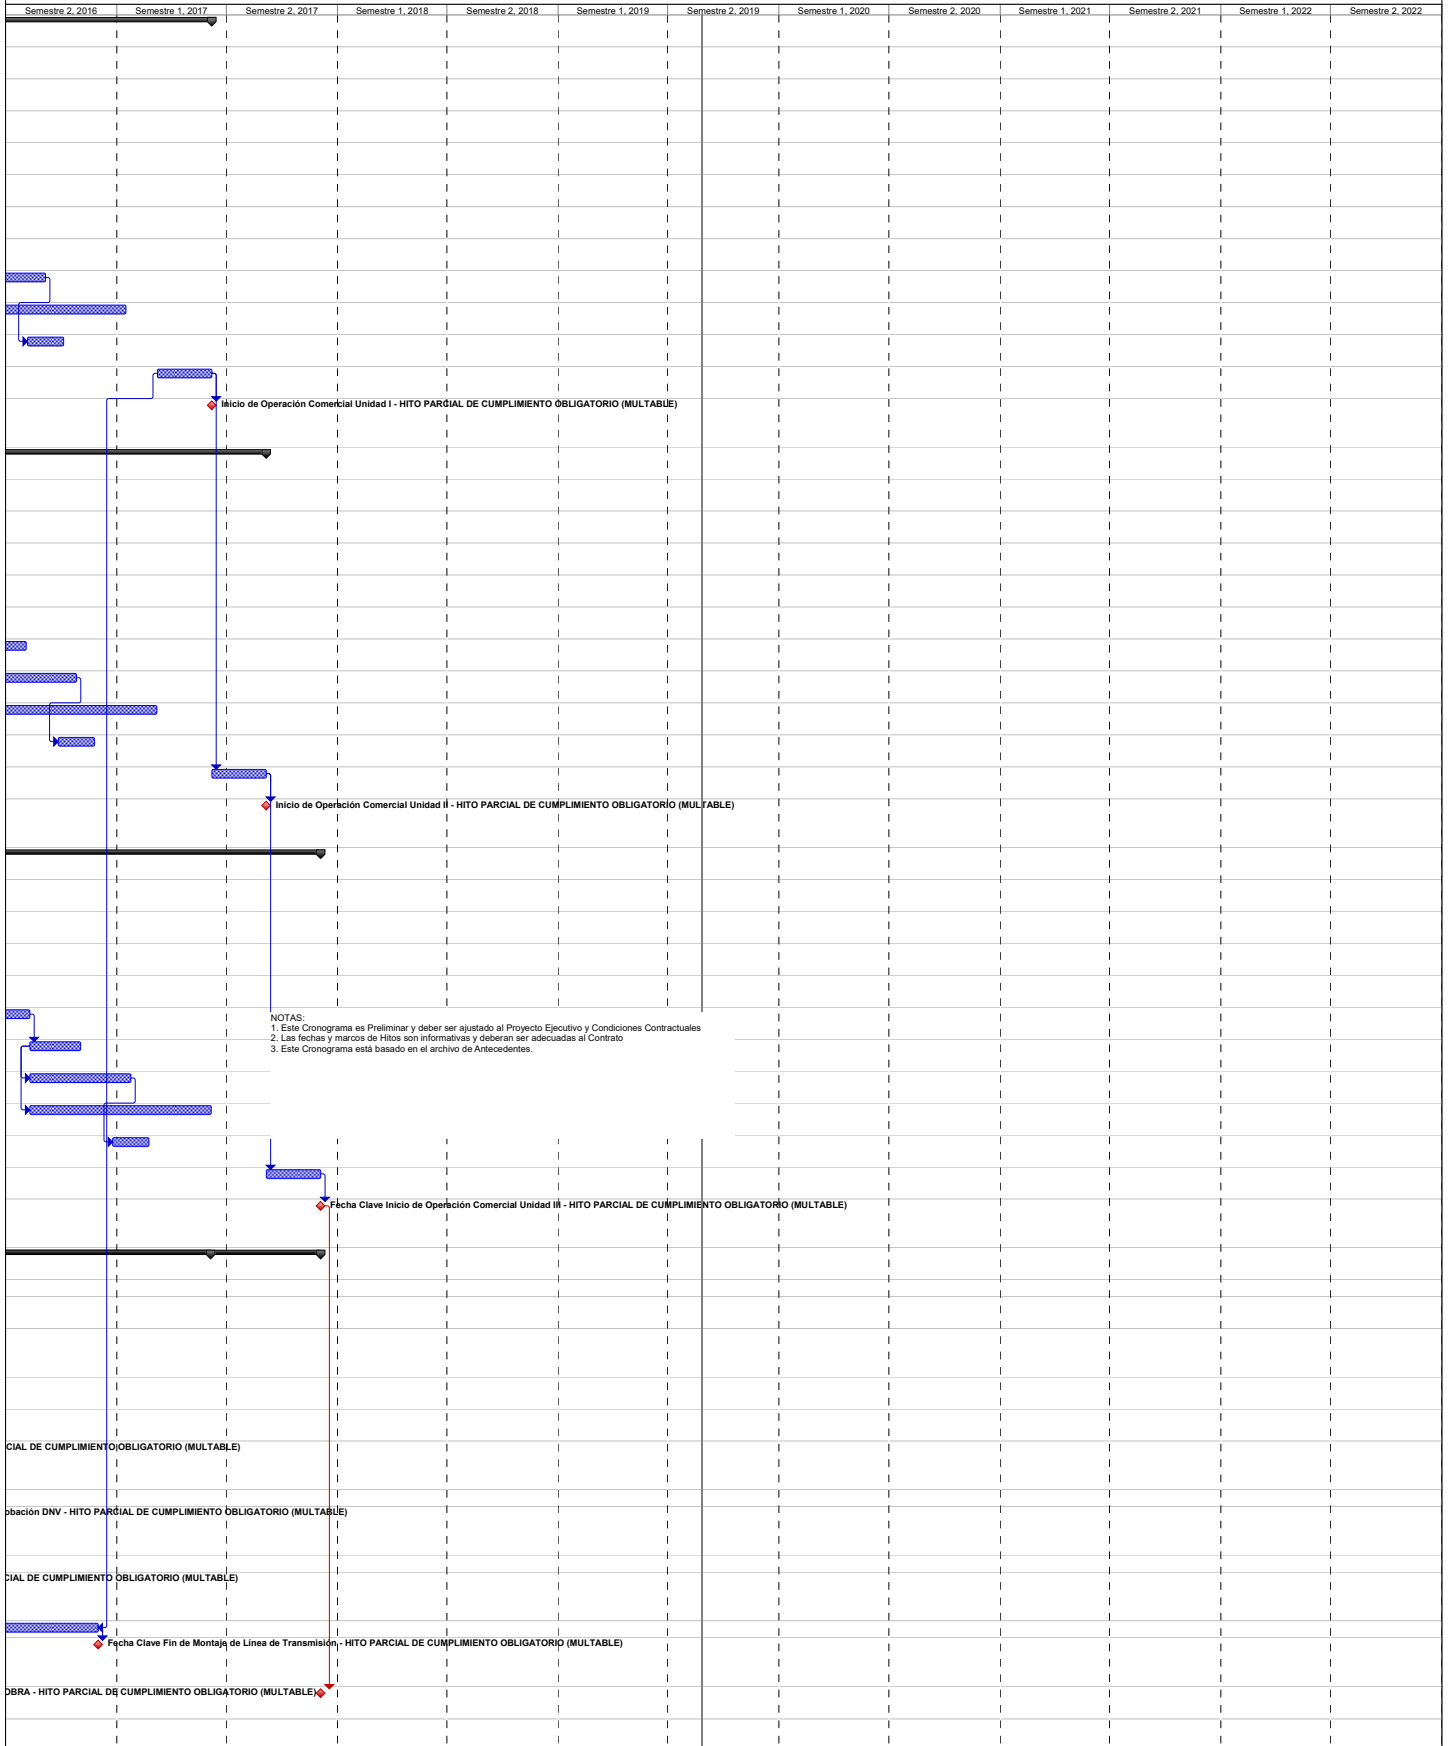 Semestre 2, 2016 Semestre 1, 2017 Semestre 2, 2017 Semestre 1, 2018 Semestre 2, 2018 Semestre 1, 2019 Semestre 2, 2019 Semestre 1, 2020 Semestre 2, 2020 Semestre 1, 2021 Semestre 2, 2021 Semestre 1, 2022 Semestre 2, 2022
Inicio de Operación Comercial Unidad I - HITO PARCIAL DE CUMPLIMIENTO OBLIGATORIO (MULTABLE)
Inicio de Operación Comercial Unidad II - HITO PARCIAL DE CUMPLIMIENTO OBLIGATORIO (MULTABLE)
NOTAS:
1. Este Cronograma es Preliminar y deber ser ajustado al Proyecto Ejecutivo y Condiciones Contractuales
2. Las fechas y marcos de Hitos son informativas y deberan ser adecuadas al Contrato
3. Este Cronograma está basado en el archivo de Antecedentes.
Fecha Clave Inicio de Operación Comercial Unidad III - HITO PARCIAL DE CUMPLIMIENTO OBLIGATORIO (MULTABLE)
CIAL DE CUMPLIMIENTO OBLIGATORIO (MULTABLE)
obación DNV - HITO PARCIAL DE CUMPLIMIENTO OBLIGATORIO (MULTABLE)
CIAL DE CUMPLIMIENTO OBLIGATORIO (MULTABLE)
Fecha Clave Fin de Montaje de Línea de Transmisión - HITO PARCIAL DE CUMPLIMIENTO OBLIGATORIO (MULTABLE)
OBRA - HITO PARCIAL DE CUMPLIMIENTO OBLIGATORIO (MULTABLE)